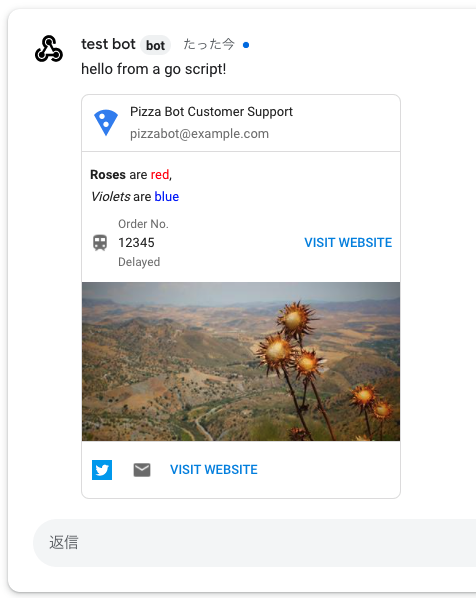 test bot bot たった今
hello from a go script!
Pizza Bot Customer Support
pizzabot@example.com
Roses are red,
Violets are blue
Order No.
12345
VISIT WEBSITE
Delayed
VISIT WEBSITE
返信